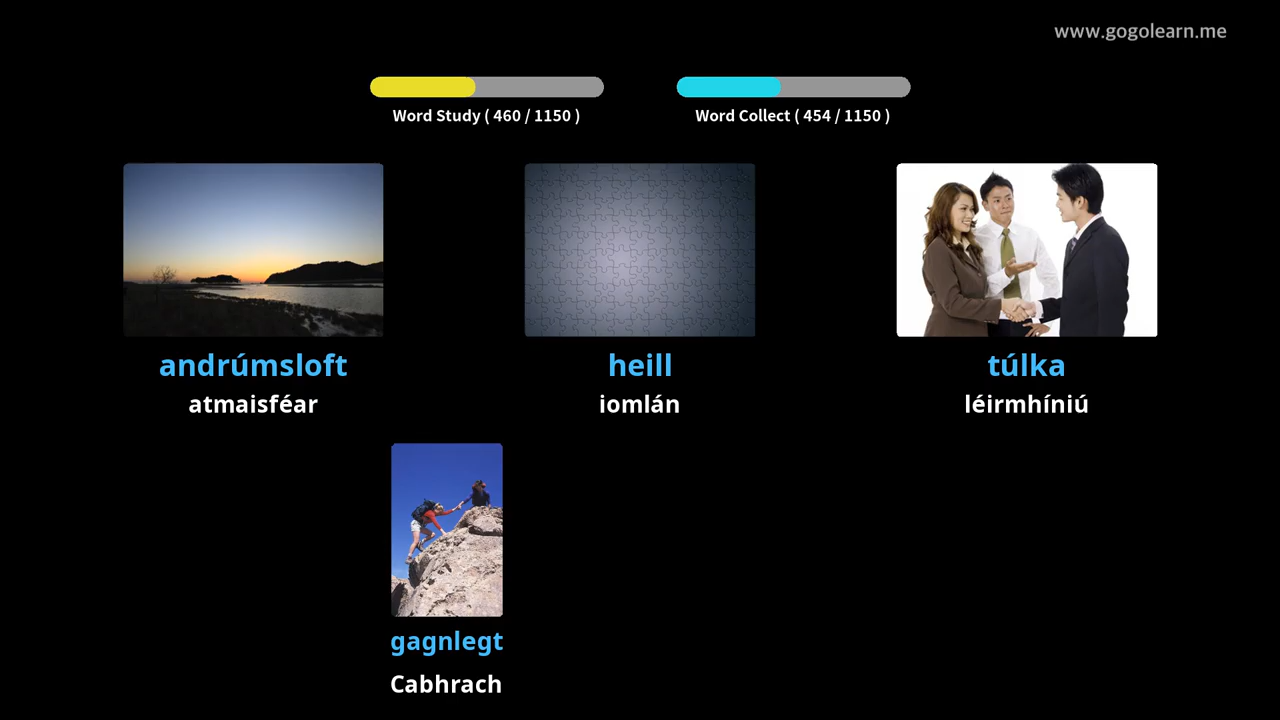 www.gogolearn.me
Word Study ( 460 / 1150 )
Word Collect ( 454 / 1150 )
andrúmsloft
atmaisféar
heill
iomlán
túlka
léirmhíniú
gagnlegt
Cabhrach